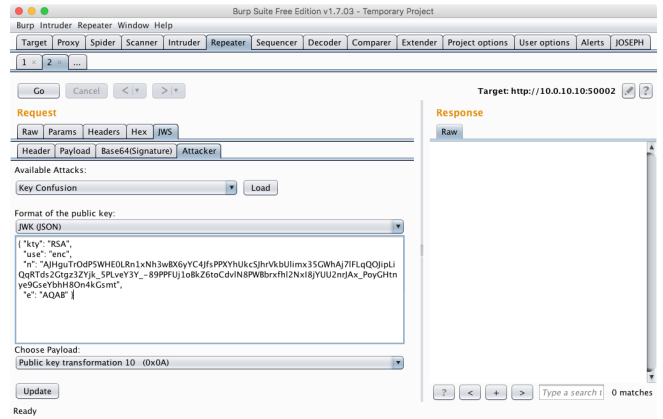 Burp Suite Free Edition v1.7.03 - Temporary Project
Burp Intruder Repeater Window Help
Target Proxy Spider Scanner Intruder Repeater Sequencer Decoder Comparer Extender Project options User options Alerts JOSEPH
1 × 2 × ...
Go Cancel < > Target: http://10.0.10.10:50002 ?
Request Response
Raw Params Headers Hex JWS Raw
Header Payload Base64(Signature) Attacker
Available Attacks:
Key Confusion Load
Format of the public key:
JWK (JSON)
{ "kty": "RSA",
"use": "enc",
"n": "AJHguTrOdP5WHE0LRn1xNh3wBX6yYC4JfsPPXYhUkcSJhrVkbUlimx35GWhAj7lFLqQOJipLi
QqRTds2Gtgz3ZYjk_5PLveY3Y_-89PPFUj1oBkZ6toCdvlN8PWBbrxfhl2NxI8jYUU2nrJAx_PoyGHtn
ye9GseYbhH8On4kGsmt",
"e": "AQAB" }
Choose Payload:
Public key transformation 10 (0x0A)
Update ? < + > Type a search t 0 matches
Ready